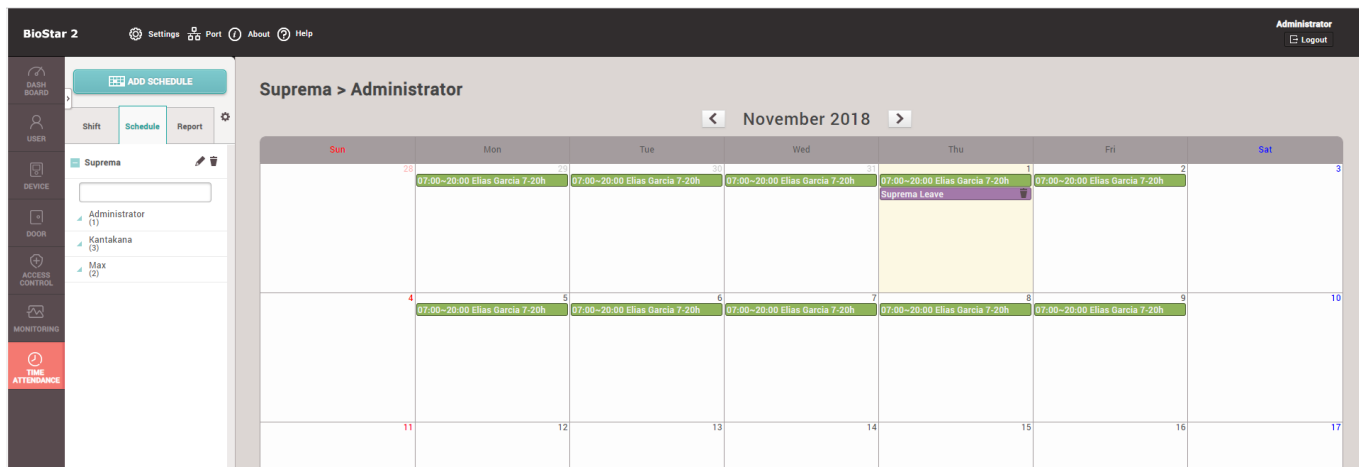 BioStar 2 Settings Port About Help Administrator
Logout
DASH
BOARD
USER
DEVICE
DOOR
ACCESS
CONTROL
MONITORING
TIME
ATTENDANCE
ADD SCHEDULE
Shift Schedule Report
Suprema
Administrator
(1)
Kantakana
(3)
Max
(2)
Suprema > Administrator
< November 2018 >
Sun Mon Tue Wed Thu Fri Sat
28 29 30 31 1 2 3
07:00~20:00 Elias Garcia 7-20h 07:00~20:00 Elias Garcia 7-20h 07:00~20:00 Elias Garcia 7-20h 07:00~20:00 Elias Garcia 7-20h 07:00~20:00 Elias Garcia 7-20h
Suprema Leave
4 5 6 7 8 9 10
07:00~20:00 Elias Garcia 7-20h 07:00~20:00 Elias Garcia 7-20h 07:00~20:00 Elias Garcia 7-20h 07:00~20:00 Elias Garcia 7-20h 07:00~20:00 Elias Garcia 7-20h
11 12 13 14 15 16 17